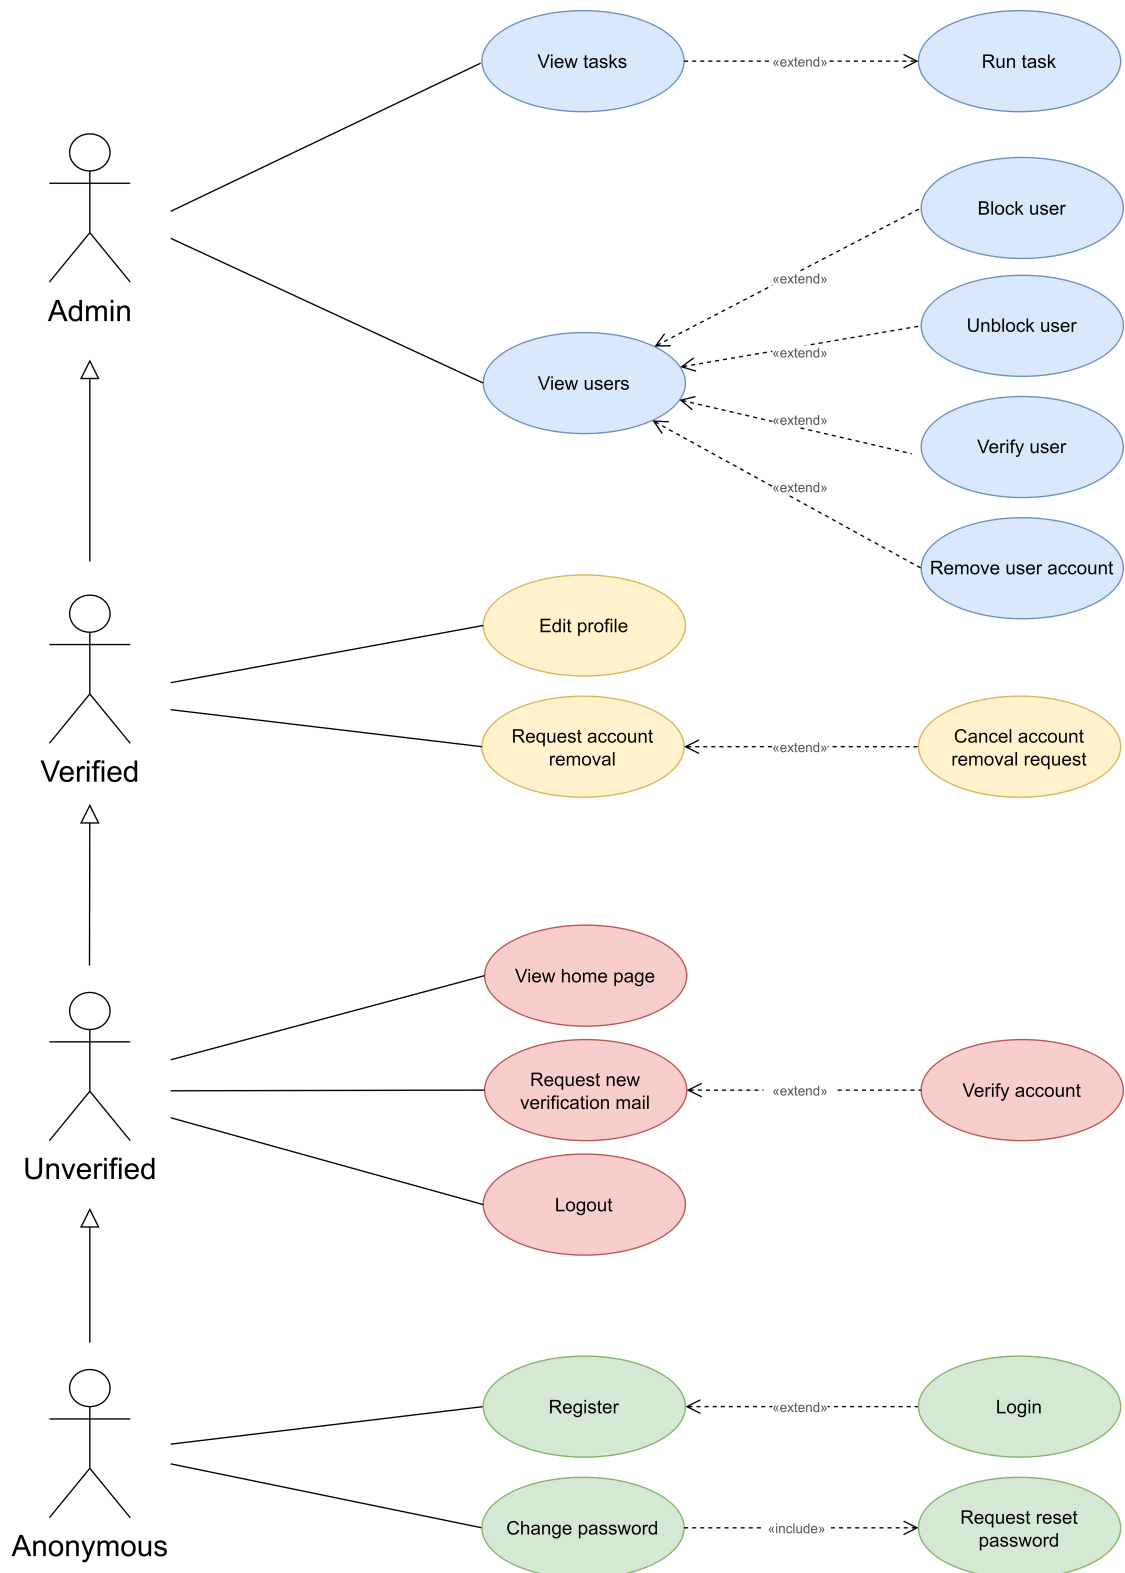 View tasks
«extend»
Run task
Admin
Block user
«extend»
Unblock user
«extend»
View users
Verify user
«extend»
«extend»
Remove user account
Verified
Edit profile
Request account
removal
«extend»
Cancel account
removal request
Unverified
View home page
Request new
verification mail
«extend»
Verify account
Logout
Anonymous
Register
«extend»
Login
Change password
«include»
Request reset
password